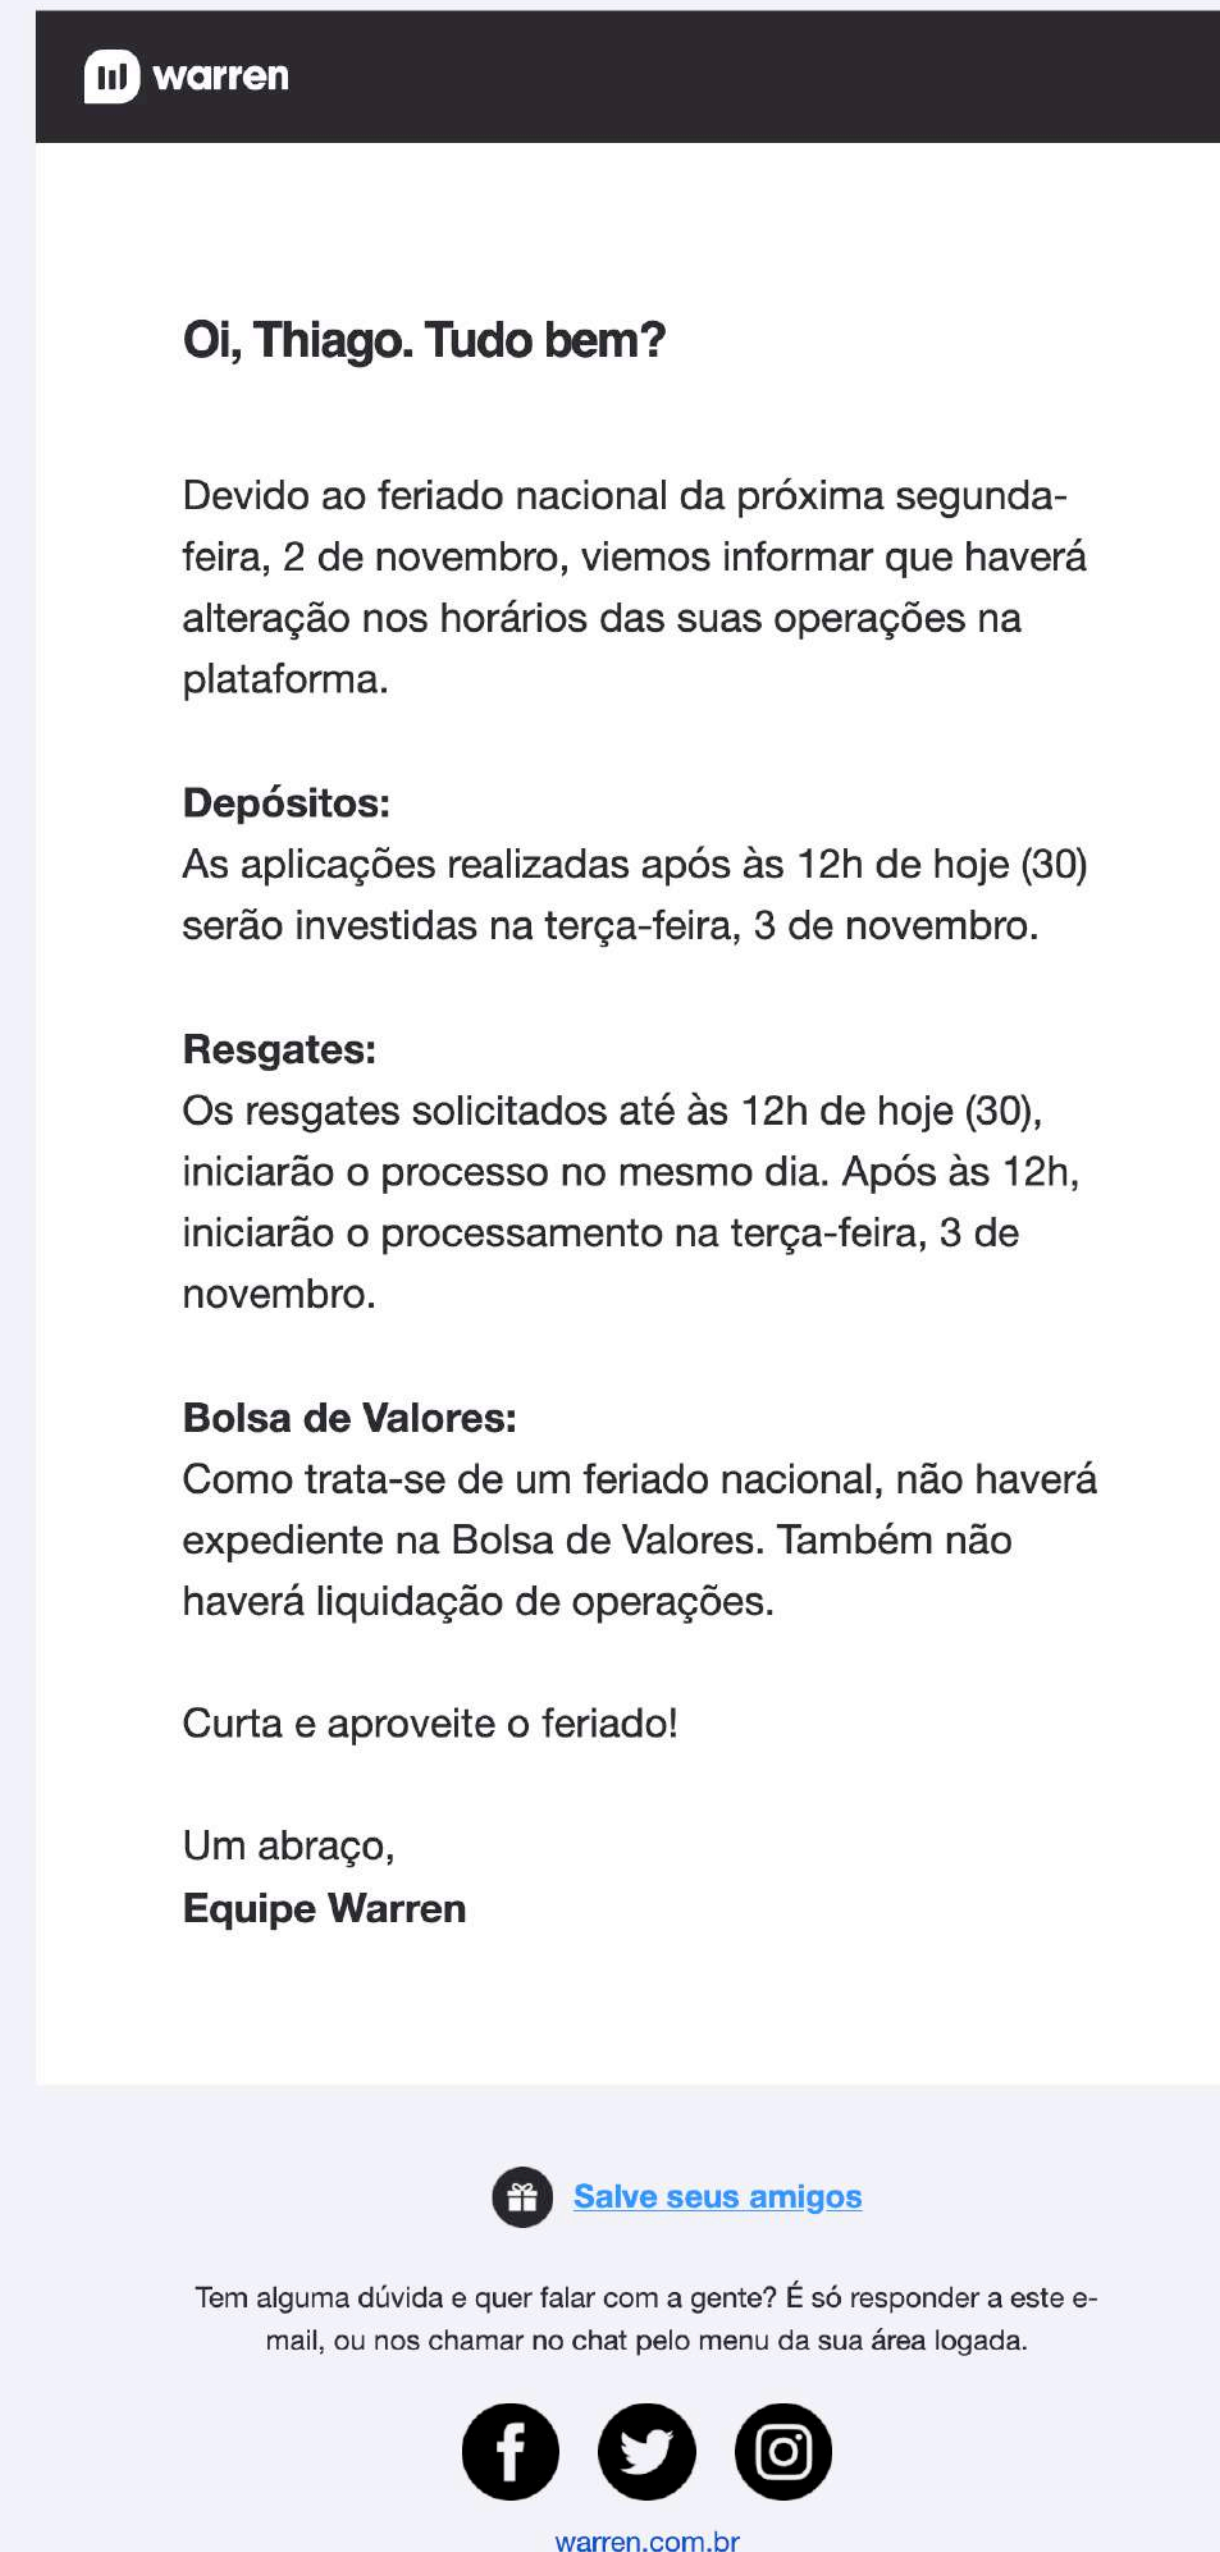 warren
Oi, Thiago. Tudo bem?
Devido ao feriado nacional da próxima segunda-
feira, 2 de novembro, viemos informar que haverá
alteração nos horários das suas operações na
plataforma.
Depósitos:
As aplicações realizadas após às 12h de hoje (30)
serão investidas na terça-feira, 3 de novembro.
Resgates:
Os resgates solicitados até às 12h de hoje (30),
iniciarão o processo no mesmo dia. Após às 12h,
iniciarão o processamento na terça-feira, 3 de
novembro.
Bolsa de Valores:
Como trata-se de um feriado nacional, não haverá
expediente na Bolsa de Valores. Também não
haverá liquidação de operações.
Curta e aproveite o feriado!
Um abraço,
Equipe Warren
Salve seus amigos
Tem alguma dúvida e quer falar com a gente? É só responder a este e-
mail, ou nos chamar no chat pelo menu da sua área logada.
warren.com.br